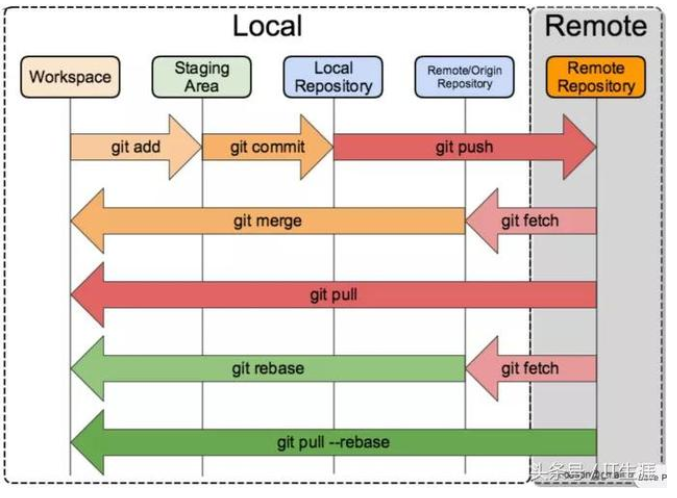 Local
Remote
Workspace
Staging
Area
Local
Repository
Remote/Origin
Repository
Remote
Repository
git add
git commit
git push
git merge
git fetch
git pull
git rebase
git fetch
git pull --rebase
头条号 / IT生涯